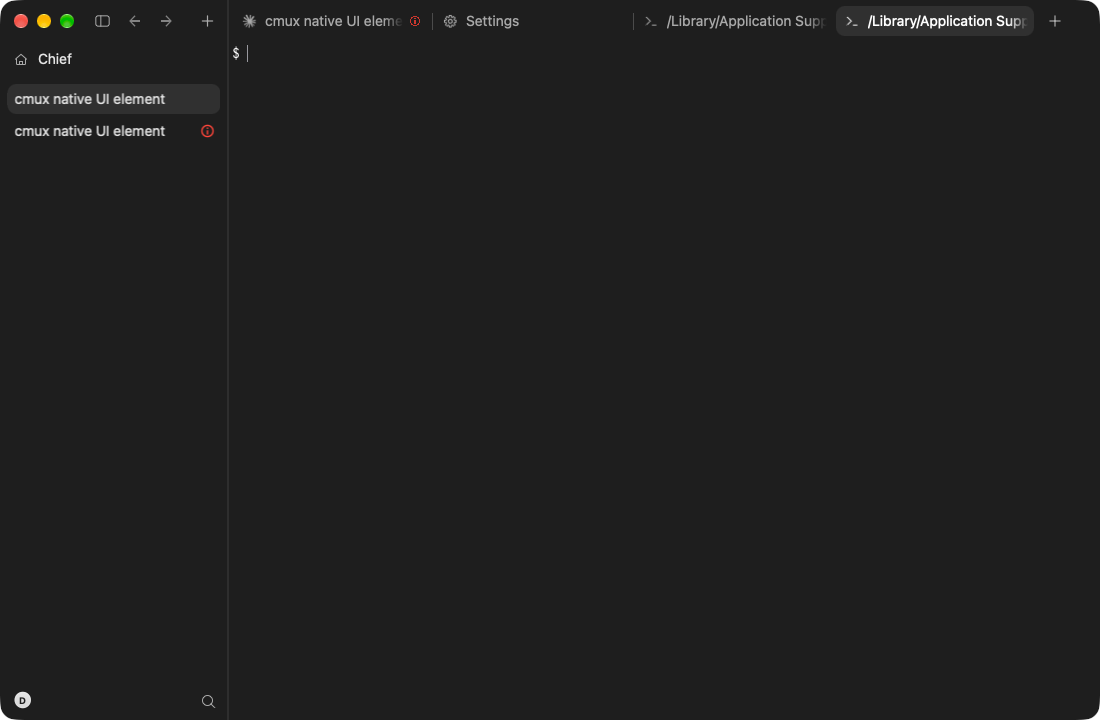 cmux native UI eleme
Settings
/Library/Application Supp
/Library/Application Supp
Chief
cmux native UI element
cmux native UI element
$
D